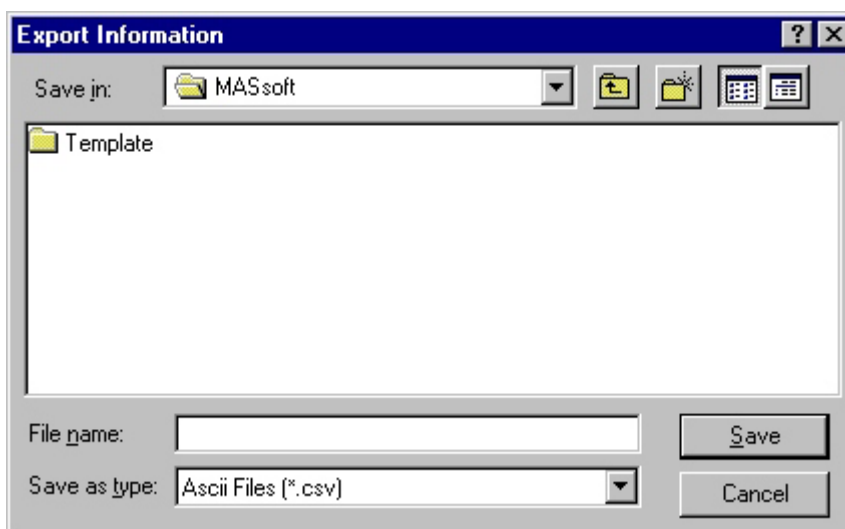 Export Information
Save in: MASsoft
Template
File name:
Save
Save as type: Ascii Files (*.csv)
Cancel